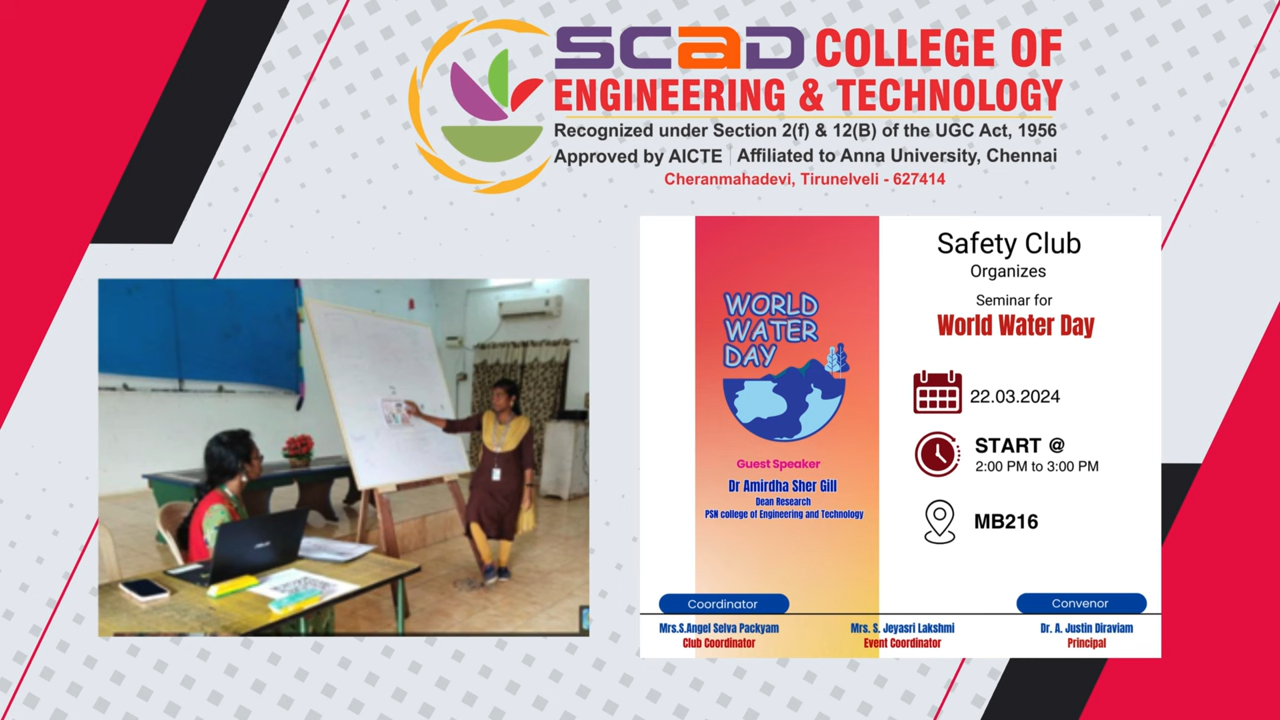 scaD COLLEGE OF
ENGINEERING & TECHNOLOGY
Recognized under Section 2(f) & 12(B) of the UGC Act, 1956
Approved by AICTE | Affiliated to Anna University, Chennai
Cheranmahadevi, Tirunelveli - 627414
WORLD
WATER
DAY
Guest Speaker
Dr Amirdha Sher Gill
Dean Research
PSN college of Engineering and Technology
Safety Club
Organizes
Seminar for
World Water Day
22.03.2024
START @
2:00 PM to 3:00 PM
MB216
Coordinator
Convenor
Mrs.S.Angel Selva Packyam
Club Coordinator
Mrs. S. Jeyasri Lakshmi
Event Coordinator
Dr. A. Justin Diraviam
Principal